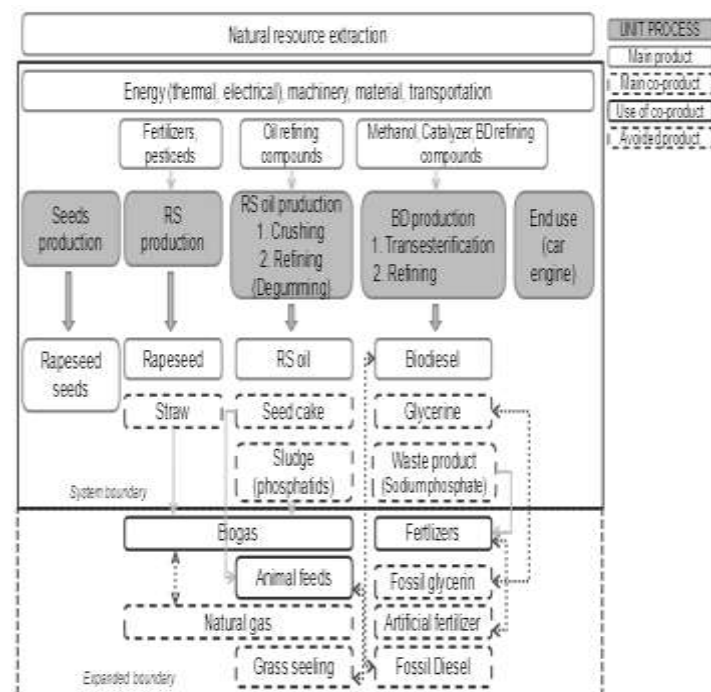 Natural resource extraction
UNIT PROCESS
Main product
Main co-product
Use of co-product
Avoided product
Energy (thermal, electrical), machinery, material, transportation
Fertilizers,
pesticeds
Oil refining
compounds
Methanol, Catalyzer, BD refining
compounds
Seeds
production
RS
production
RS oil pruduction
1. Crushing
2. Refining
(Degumming)
BD production
1. Transesterification
2. Refining
End use
(car
engine)
Rapeseed
seeds
Rapeseed
RS oil
Biodiesel
Straw
Seed cake
Glycerine
Sludge
(phosphatids)
Waste product
(Sodium phosphate)
System boundary
Biogas
Fertlizers
Animal feeds
Fossil glycerin
Natural gas
Artificial fertilizer
Grass seeling
Fossil Diesel
Expanded boundary